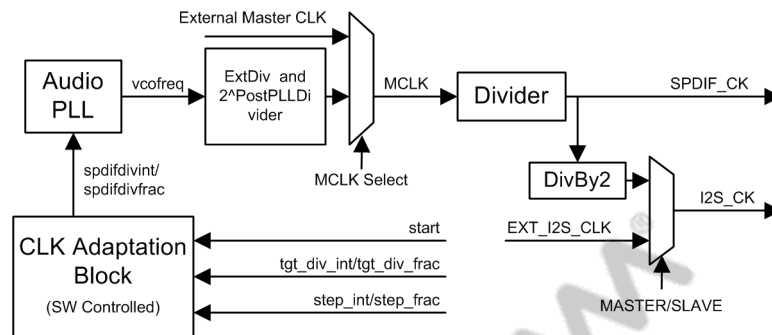 External Master CLK
Audio
PLL
vcofreq
ExtDiv and
2^PostPLLDi
vider
MCLK
Divider
SPDIF_CK
spdifdivint/
spdifdivfrac
MCLK Select
DivBy2
I2S_CK
CLK Adaptation
Block
(SW Controlled)
start
EXT_I2S_CLK
tgt_div_int/tgt_div_frac
step_int/step_frac
MASTER/SLAVE